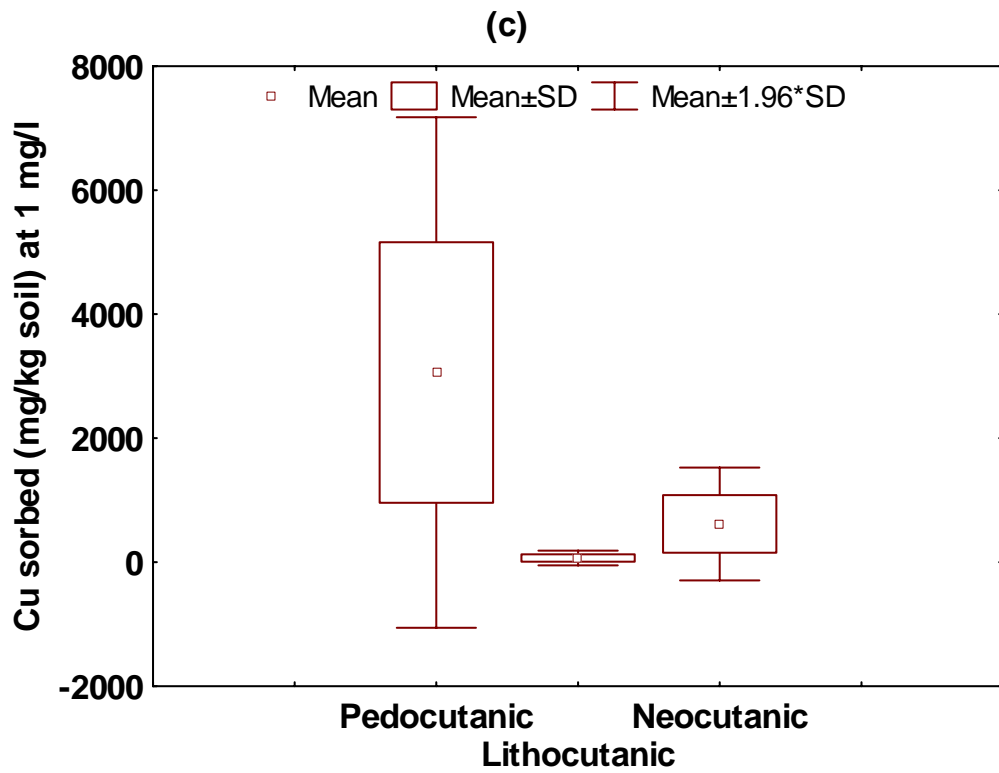 (c)
Mean Mean±SD Mean±1.96*SD
Cu sorbed (mg/kg soil) at 1 mg/l
8000
6000
4000
2000
0
-2000
Pedocutanic Neocutanic
Lithocutanic